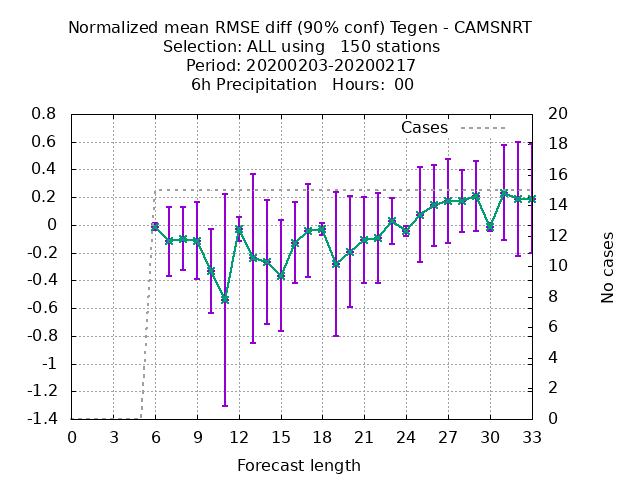 Normalized mean RMSE diff (90% conf) Tegen - CAMSNRT
Selection: ALL using   150 stations
Period: 20200203-20200217
6h Precipitation   Hours:  00
Cases
0.8
0.6
0.4
0.2
0
-0.2
-0.4
-0.6
-0.8
-1
-1.2
-1.4
20
18
16
14
12
10
8
6
4
2
0
No cases
0 3 6 9 12 15 18 21 24 27 30 33
Forecast length